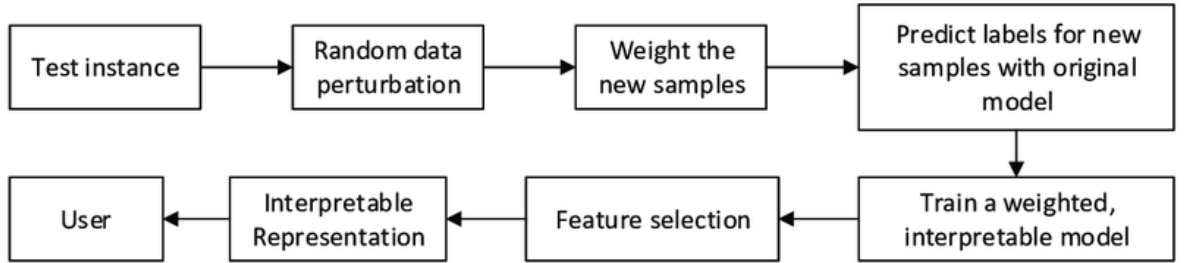 Test instance
Random data
perturbation
Weight the
new samples
Predict labels for new
samples with original
model
Train a weighted,
interpretable model
Feature selection
Interpretable
Representation
User